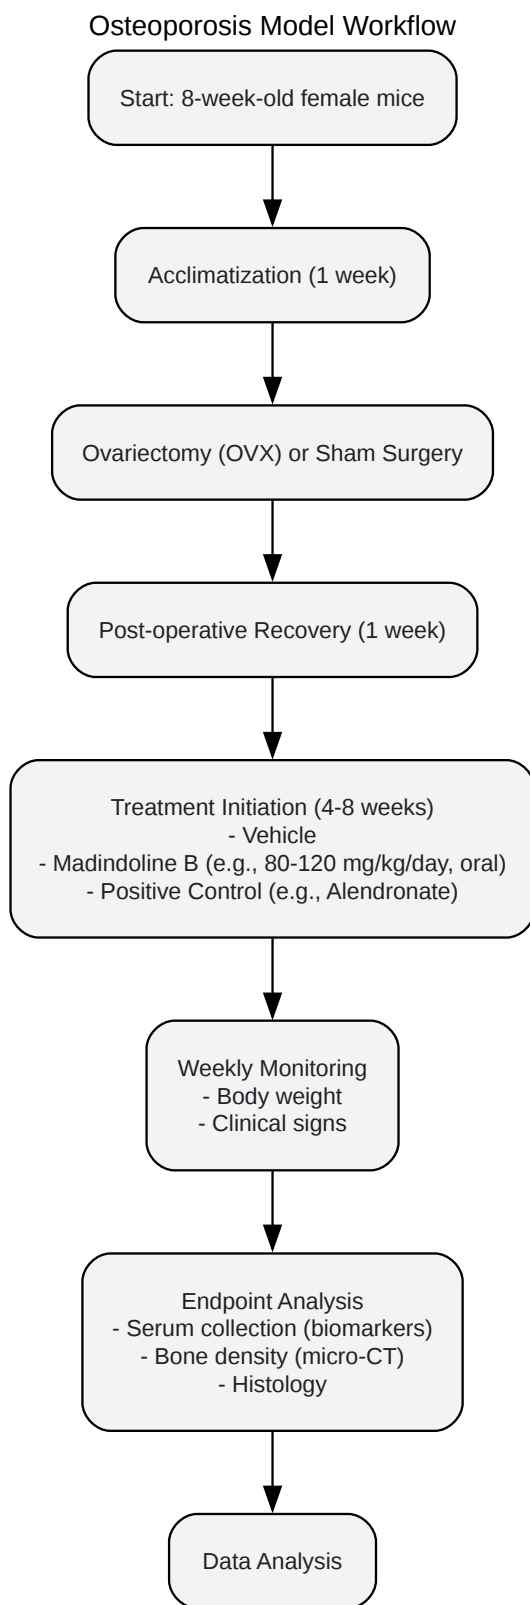 Osteoporosis Model Workflow
Start: 8-week-old female mice
Acclimatization (1 week)
Ovariectomy (OVX) or Sham Surgery
Post-operative Recovery (1 week)
Treatment Initiation (4-8 weeks)
- Vehicle
- Madindoline B (e.g., 80-120 mg/kg/day, oral)
- Positive Control (e.g., Alendronate)
Weekly Monitoring
- Body weight
- Clinical signs
Endpoint Analysis
- Serum collection (biomarkers)
- Bone density (micro-CT)
- Histology
Data Analysis